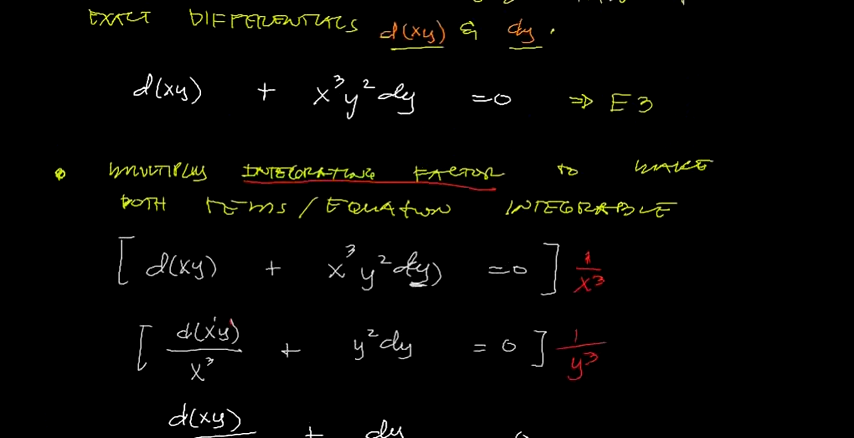 EXACT DIFFERENTIALS d(xy) & dy.
d(xy) + x³y²dy = 0 ⇒ E3
• MULTIPLY INTEGRATING FACTOR TO MAKE
BOTH TERMS/EQUATION INTEGRABLE
[ d(xy) + x³y²dy) = 0 ] 1/x³
[ d(xy)/x³ + y²dy = 0 ] 1/y³
d(xy) + dy